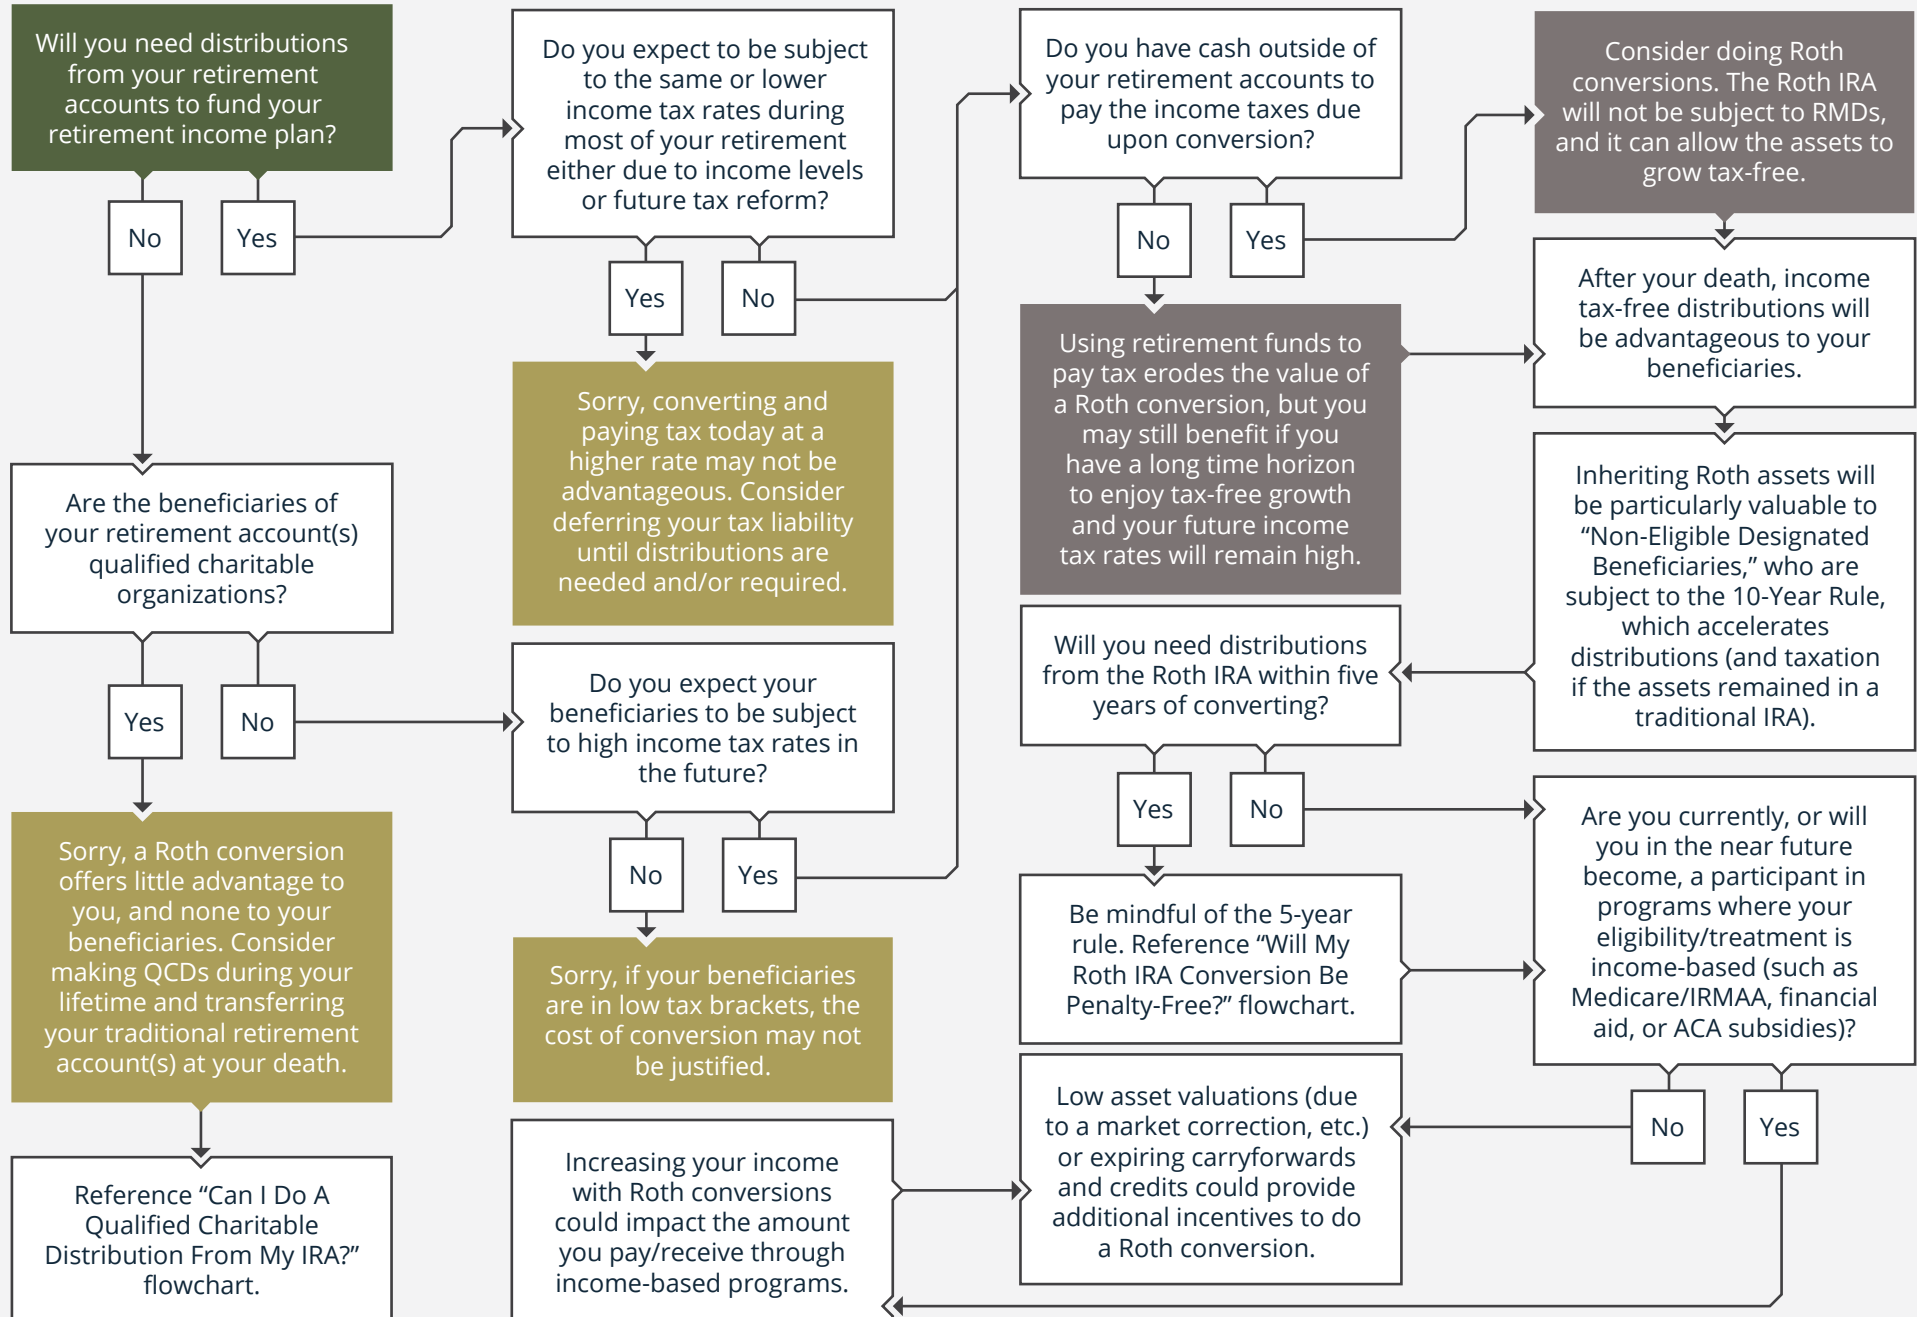 Will you need distributions
from your retirement
accounts to fund your
retirement income plan?
No
Yes
Do you expect to be subject
to the same or lower
income tax rates during
most of your retirement
either due to income levels
or future tax reform?
Yes
No
Sorry, converting and
paying tax today at a
higher rate may not be
advantageous. Consider
deferring your tax liability
until distributions are
needed and/or required.
Are the beneficiaries of
your retirement account(s)
qualified charitable
organizations?
Yes
No
Sorry, a Roth conversion
offers little advantage to
you, and none to your
beneficiaries. Consider
making QCDs during your
lifetime and transferring
your traditional retirement
account(s) at your death.
Reference “Can I Do A
Qualified Charitable
Distribution From My IRA?”
flowchart.
Do you expect your
beneficiaries to be subject
to high income tax rates in
the future?
No
Yes
Sorry, if your beneficiaries
are in low tax brackets, the
cost of conversion may not
be justified.
Do you have cash outside of
your retirement accounts to
pay the income taxes due
upon conversion?
No
Yes
Using retirement funds to
pay tax erodes the value of
a Roth conversion, but you
may still benefit if you
have a long time horizon
to enjoy tax-free growth
and your future income
tax rates will remain high.
Consider doing Roth
conversions. The Roth IRA
will not be subject to RMDs,
and it can allow the assets to
grow tax-free.
After your death, income
tax-free distributions will
be advantageous to your
beneficiaries.
Inheriting Roth assets will
be particularly valuable to
“Non-Eligible Designated
Beneficiaries,” who are
subject to the 10-Year Rule,
which accelerates
distributions (and taxation
if the assets remained in a
traditional IRA).
Will you need distributions
from the Roth IRA within five
years of converting?
Yes
No
Be mindful of the 5-year
rule. Reference “Will My
Roth IRA Conversion Be
Penalty-Free?” flowchart.
Are you currently, or will
you in the near future
become, a participant in
programs where your
eligibility/treatment is
income-based (such as
Medicare/IRMAA, financial
aid, or ACA subsidies)?
No
Yes
Increasing your income
with Roth conversions
could impact the amount
you pay/receive through
income-based programs.
Low asset valuations (due
to a market correction, etc.)
or expiring carryforwards
and credits could provide
additional incentives to do
a Roth conversion.